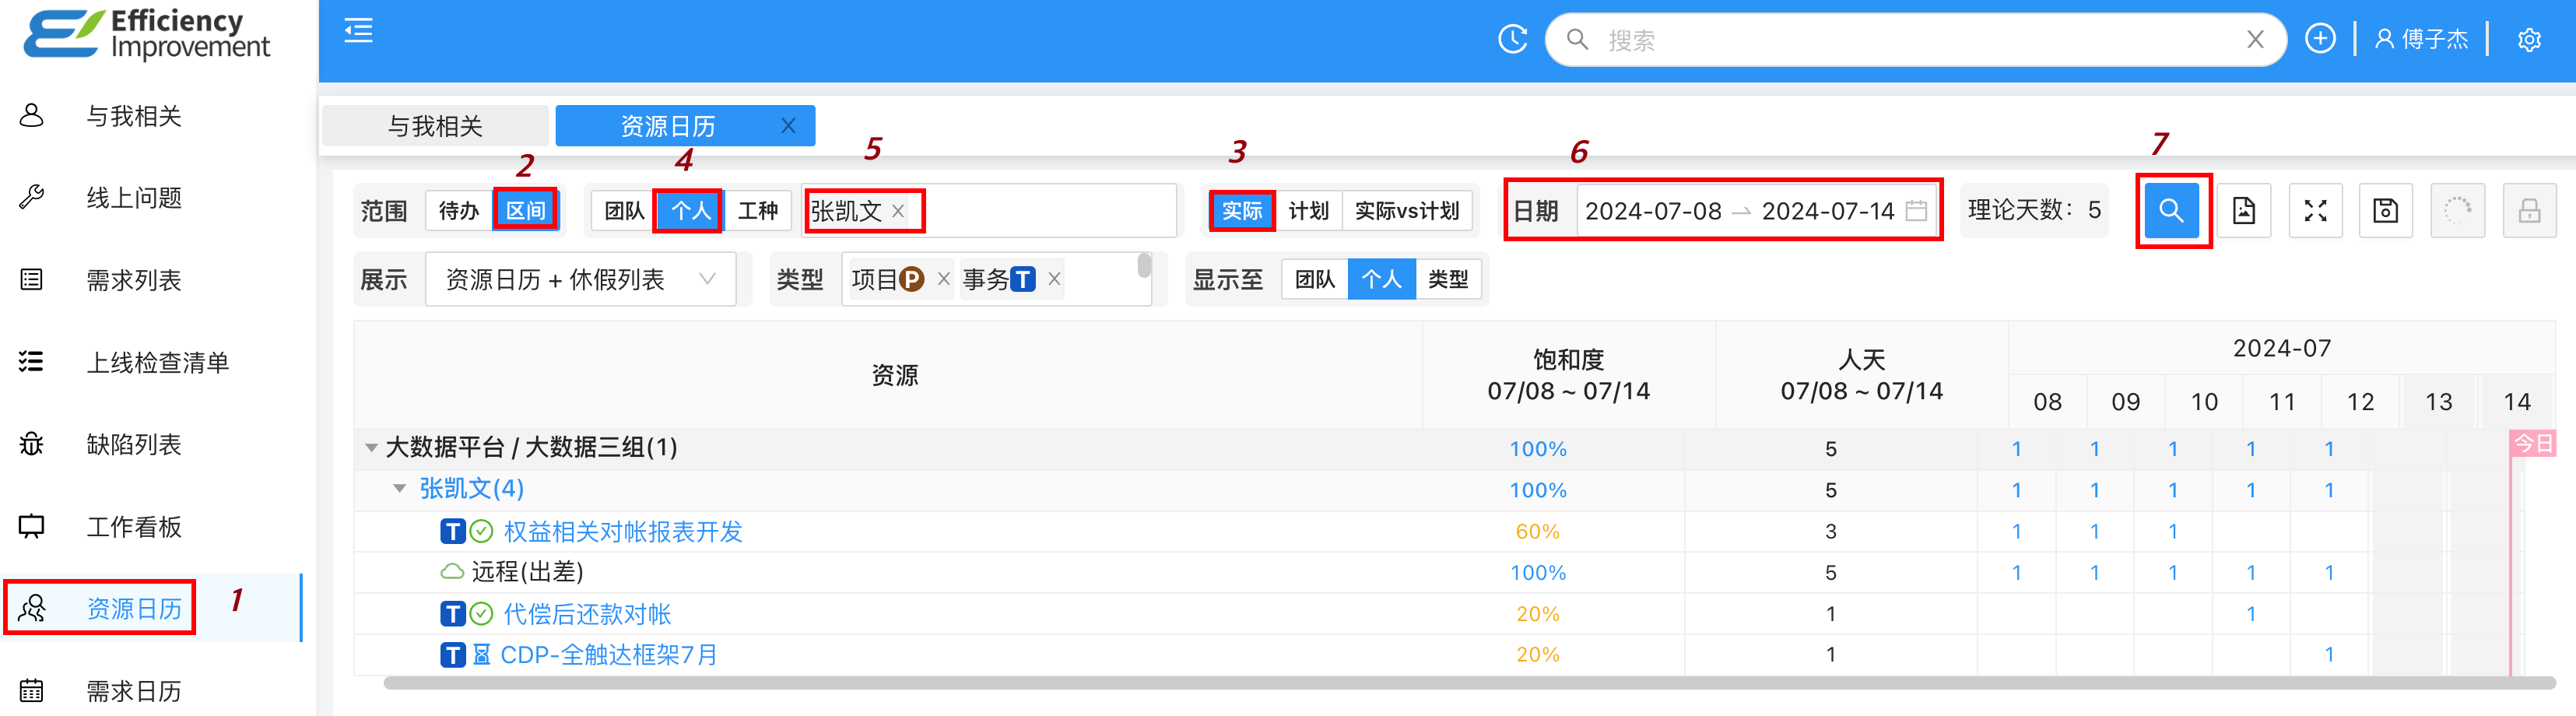 Efficiency
Improvement
搜索
傅子杰
与我相关
线上问题
需求列表
上线检查清单
缺陷列表
工作看板
资源日历
需求日历
1
与我相关
资源日历
2
4
5
3
6
7
范围 待办 区间 团队 个人 工种 张凯文 实际 计划 实际vs计划 日期 2024-07-08 2024-07-14 理论天数：5
展示 资源日历 + 休假列表 类型 项目 P 事务 T 显示至 团队 个人 类型
资源
饱和度
07/08 ~ 07/14
人天
07/08 ~ 07/14
2024-07
08 09 10 11 12 13 14
今日
大数据平台 / 大数据三组(1) 100% 5 1 1 1 1 1
张凯文(4) 100% 5 1 1 1 1 1
T 权益相关对帐报表开发 60% 3 1 1 1
远程(出差) 100% 5 1 1 1 1 1
T 代偿后还款对帐 20% 1 1
T CDP-全触达框架7月 20% 1 1